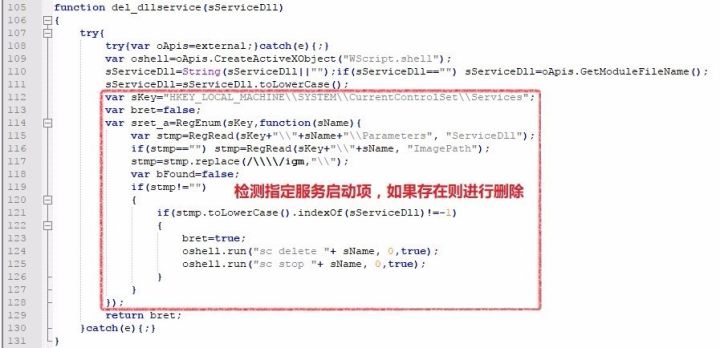 105 function del_dllservice(sServiceDll)
106 {
107 try{
108 try{var oApis=external;}catch(e){;}
109 var oshell=oApis.CreateActiveXObject("WScript.shell");
110 sServiceDll=String(sServiceDll||"");if(sServiceDll=="") sServiceDll=oApis.GetModuleFileName();
111 sServiceDll=sServiceDll.toLowerCase();
112 var sKey="HKEY_LOCAL_MACHINE\\SYSTEM\\CurrentControlSet\\Services";
113 var bret=false;
114 var sret_a=RegEnum(sKey,function(sName){
115 var stmp=RegRead(sKey+"\\"+sName+"\\Parameters", "ServiceDll");
116 if(stmp=="") stmp=RegRead(sKey+"\\"+sName, "ImagePath");
117 stmp=stmp.replace(/\\\\/igm,"\\");
118 var bFound=false;
119 if(stmp!="")
检测指定服务启动项，如果存在则进行删除
120 {
121 if(stmp.toLowerCase().indexOf(sServiceDll)!=-1)
122 {
123 bret=true;
124 oshell.run("sc delete "+ sName, 0,true);
125 oshell.run("sc stop "+ sName, 0,true);
126 }
127 }
128 });
129 return bret;
130 }catch(e){;}
131 }